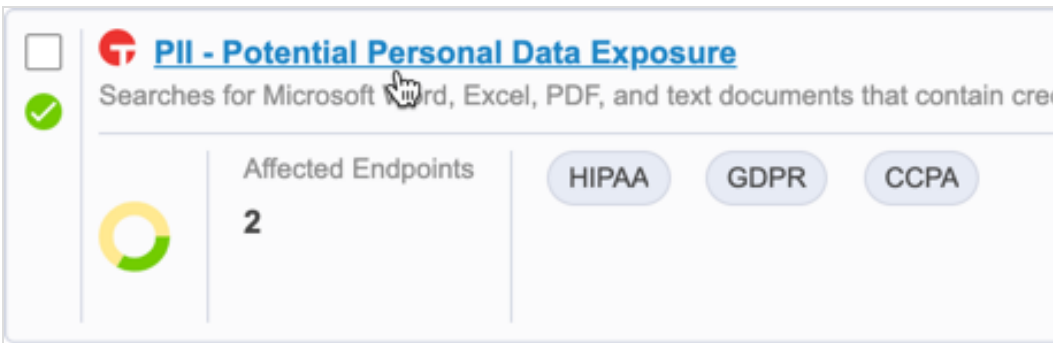 PII - Potential Personal Data Exposure
Searches for Microsoft Word, Excel, PDF, and text documents that contain
Affected Endpoints
2
HIPAA GDPR CCPA